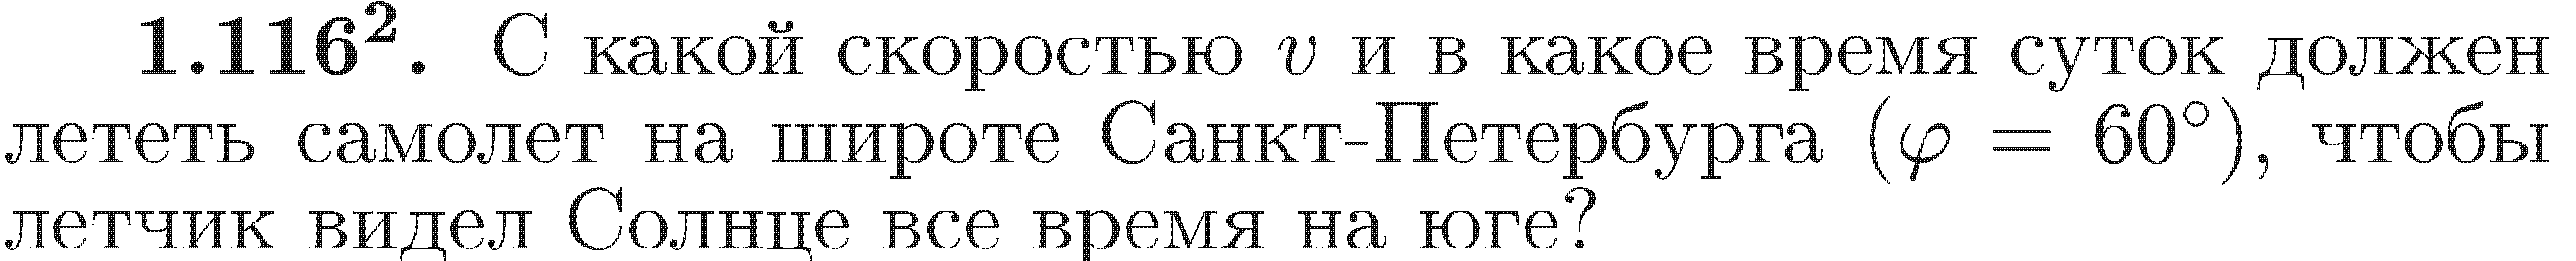 1.116². С какой скоростью v и в какое время суток должен
лететь самолет на широте Санкт-Петербурга (φ = 60°), чтобы
летчик видел Солнце все время на юге?